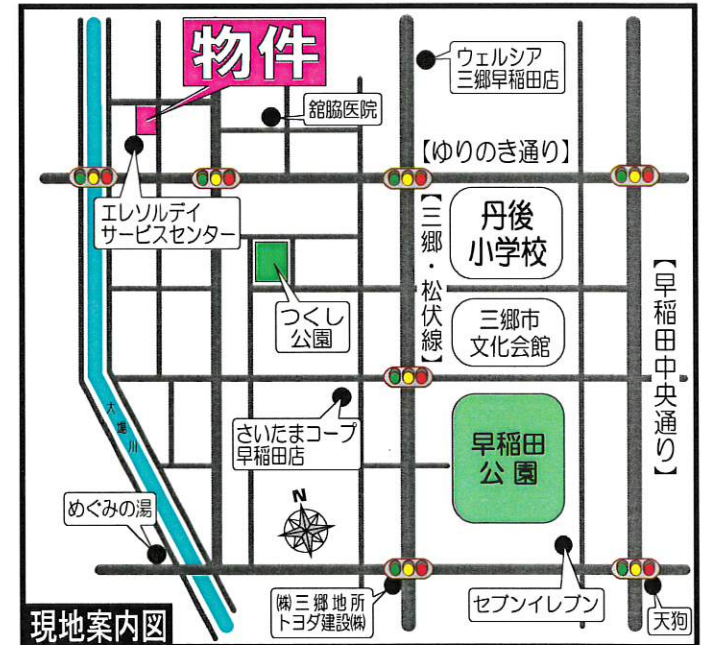 物件
ウェルシア
三郷早稲田店
舘脇医院
【ゆりのき通り】
エレソルデイ
サービスセンター
【三郷・松伏線】
丹後
小学校
つくし
公園
三郷市
文化会館
【早稲田中央通り】
大場川
さいたまコープ
早稲田店
早稲田
公園
めぐみの湯
N
㈱三郷地所
トヨダ建設㈱
セブンイレブン
天狗
現地案内図